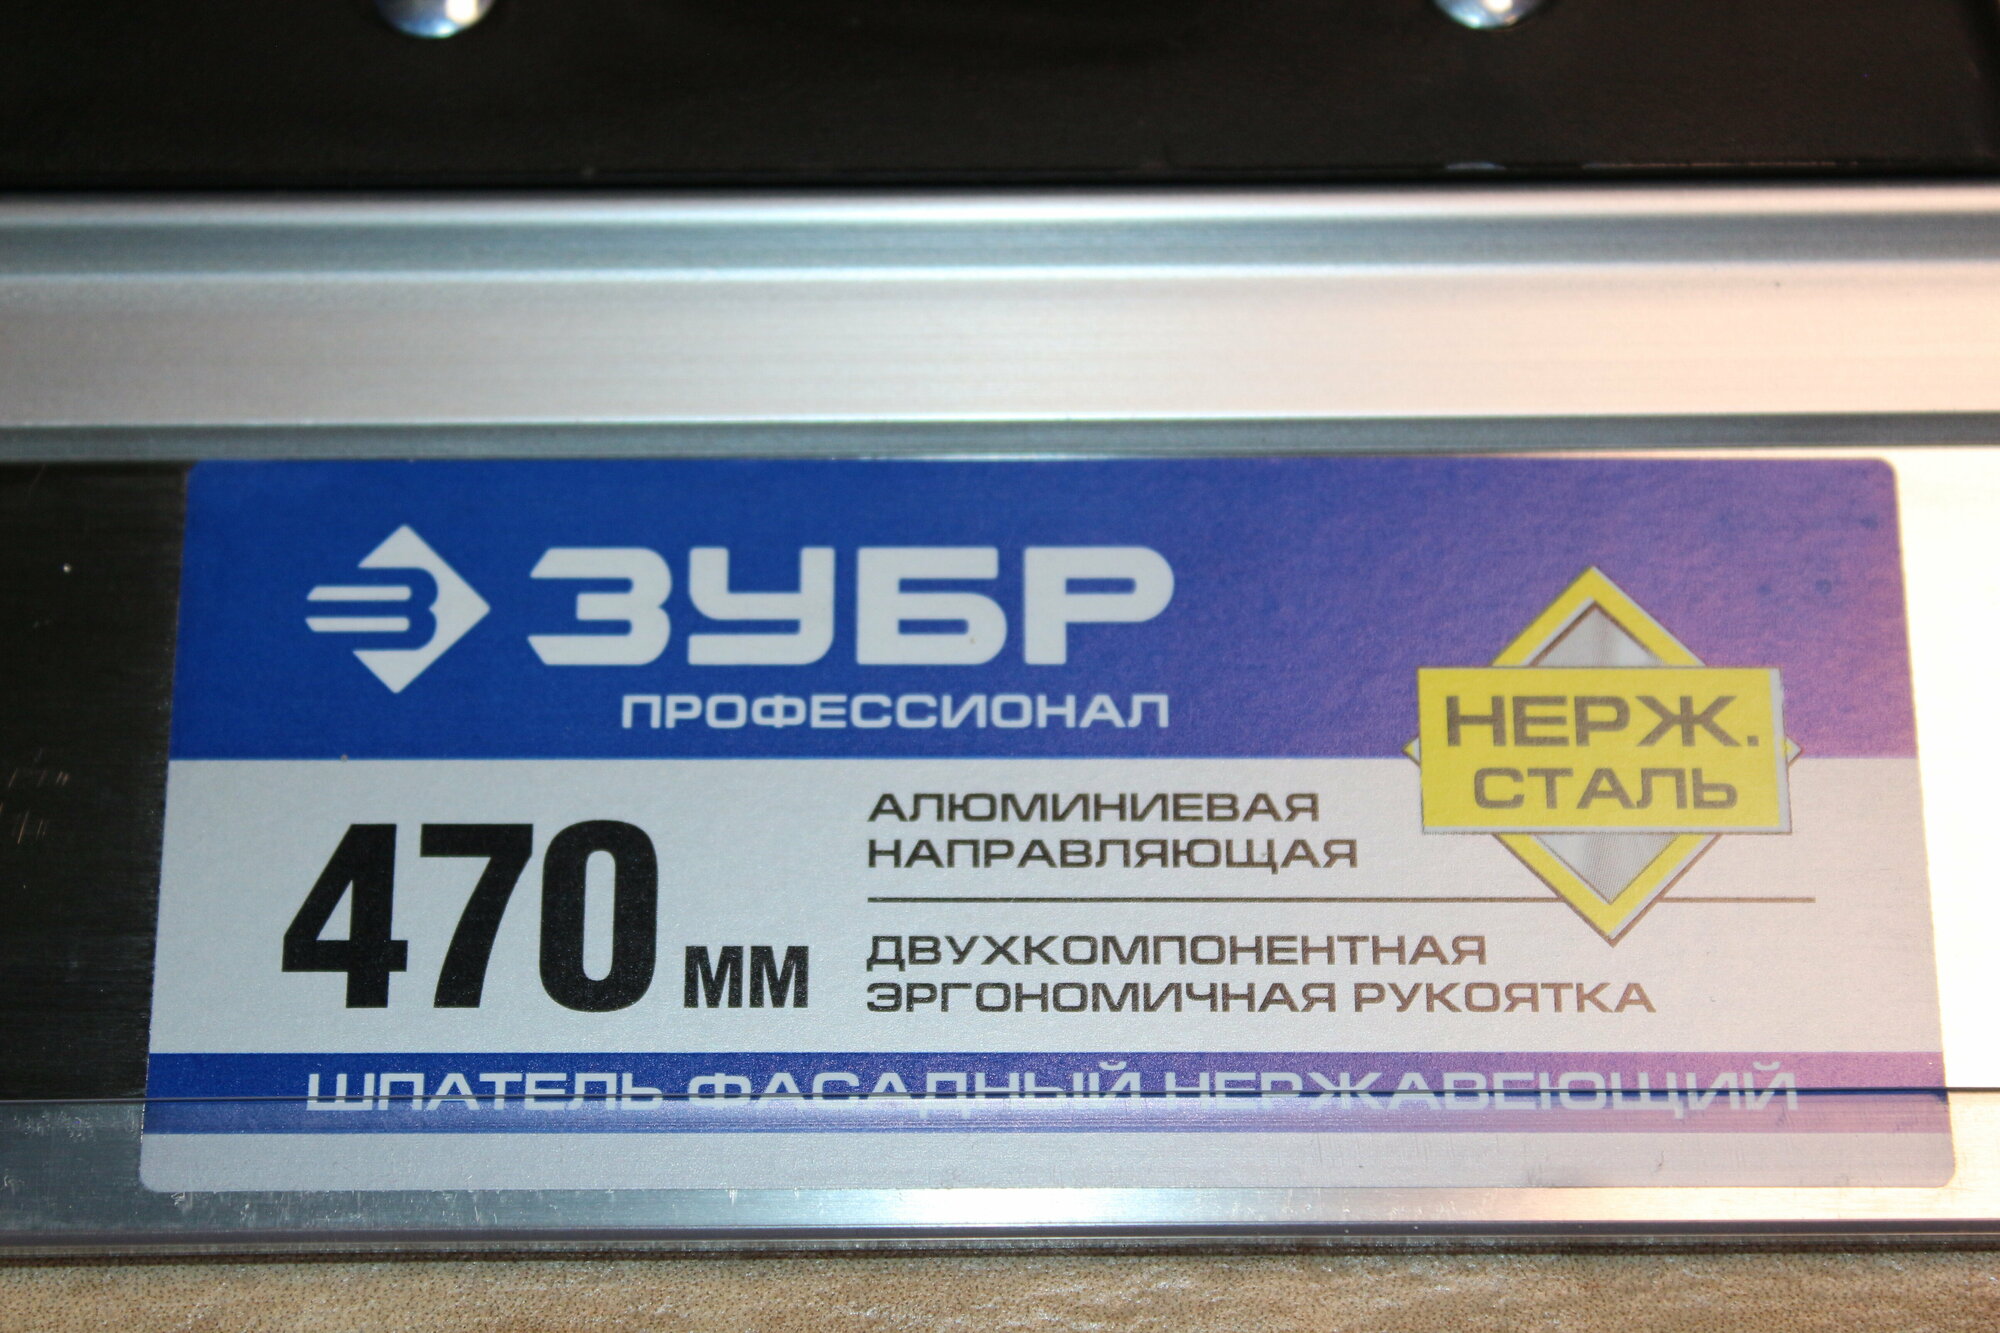 ЗУБР
ПРОФЕССИОНАЛ
НЕРЖ.
СТАЛЬ
470 ММ
АЛЮМИНИЕВАЯ
НАПРАВЛЯЮЩАЯ
ДВУХКОМПОНЕНТНАЯ
ЭРГОНОМИЧНАЯ РУКОЯТКА
ШПАТЕЛЬ ФАСАДНЫЙ НЕРЖАВЕЮЩИЙ